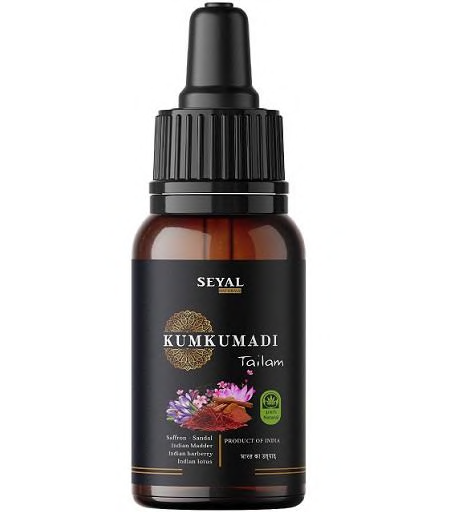 SEYAL
KUMKUMADI
Tailam
100%
Natural
Saffron - Sandal
Indian Madder
Indian barberry
Indian lotus
PRODUCT OF INDIA
भारत का उत्पाद